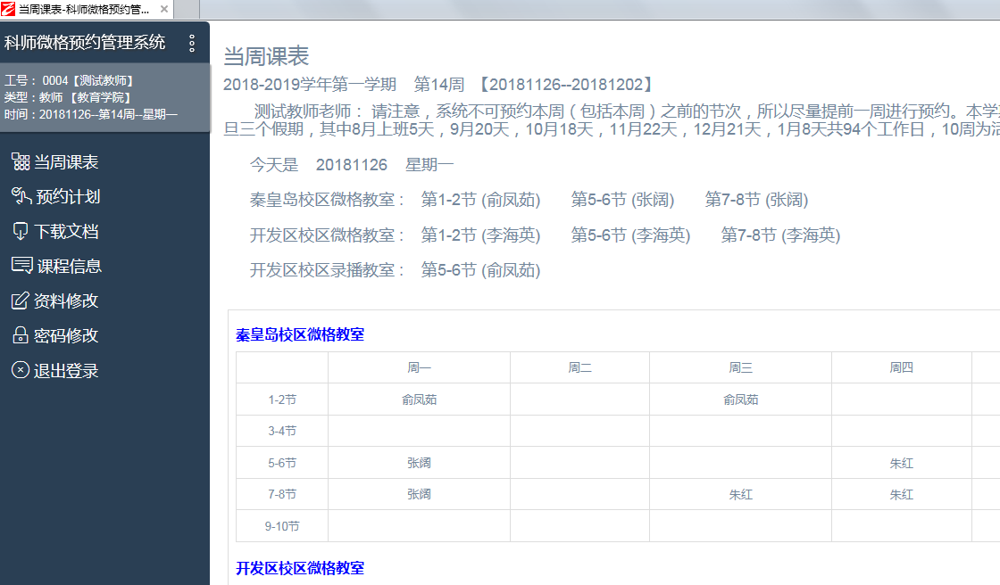 当周课表-科师微格预约管...
科师微格预约管理系统
工号： 0004【测试教师】
类型：教师 【教育学院】
时间：20181126--第14周--星期一
当周课表
预约计划
下载文档
课程信息
资料修改
密码修改
退出登录
当周课表
2018-2019学年第一学期 第14周 【20181126--20181202】
测试教师老师： 请注意，系统不可预约本周（包括本周）之前的节次，所以尽量提前一周进行预约。本学
旦三个假期，其中8月上班5天，9月20天，10月18天，11月22天，12月21天，1月8天共94个工作日，10周为
今天是 20181126 星期一
秦皇岛校区微格教室： 第1-2节 (俞凤茹) 第5-6节 (张阔) 第7-8节 (张阔)
开发区校区微格教室： 第1-2节 (李海英) 第5-6节 (李海英) 第7-8节 (李海英)
开发区校区录播教室： 第5-6节 (俞凤茹)
秦皇岛校区微格教室
周一 周二 周三 周四
1-2节 俞凤茹 俞凤茹
3-4节
5-6节 张阔 朱红
7-8节 张阔 朱红 朱红
9-10节
开发区校区微格教室